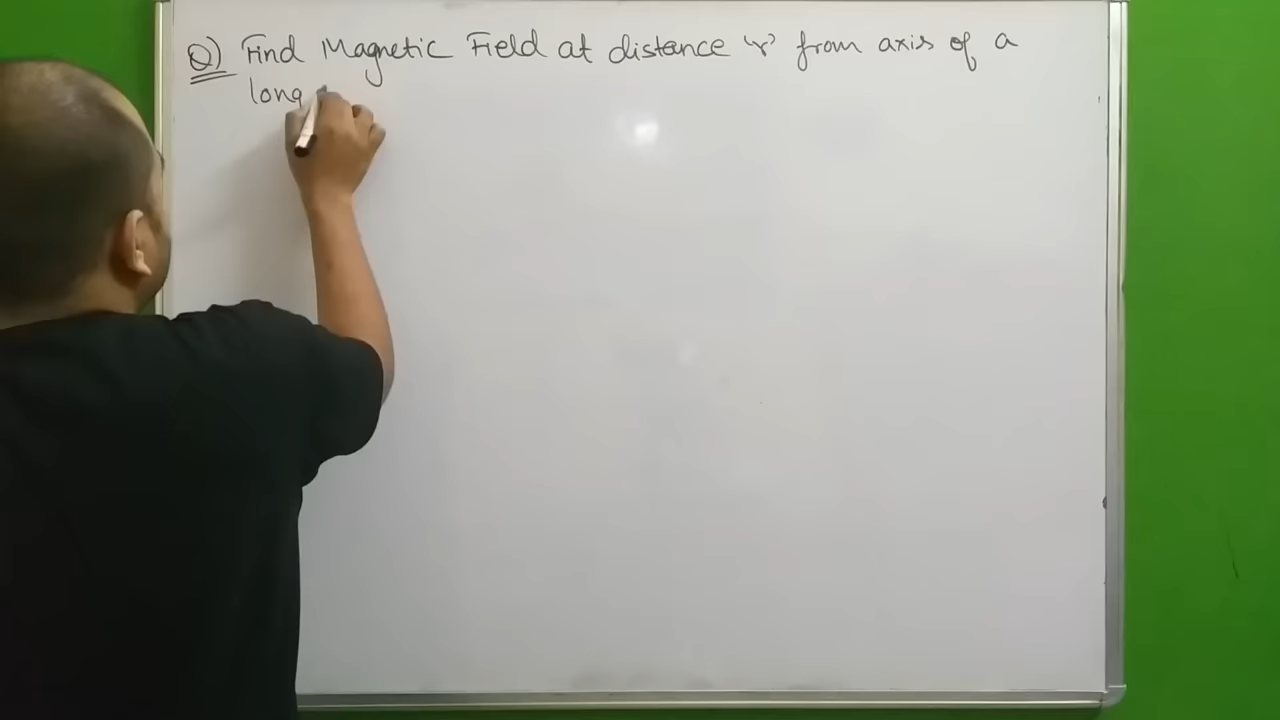 Q) Find Magnetic Field at distance 'r' from axis of a
long